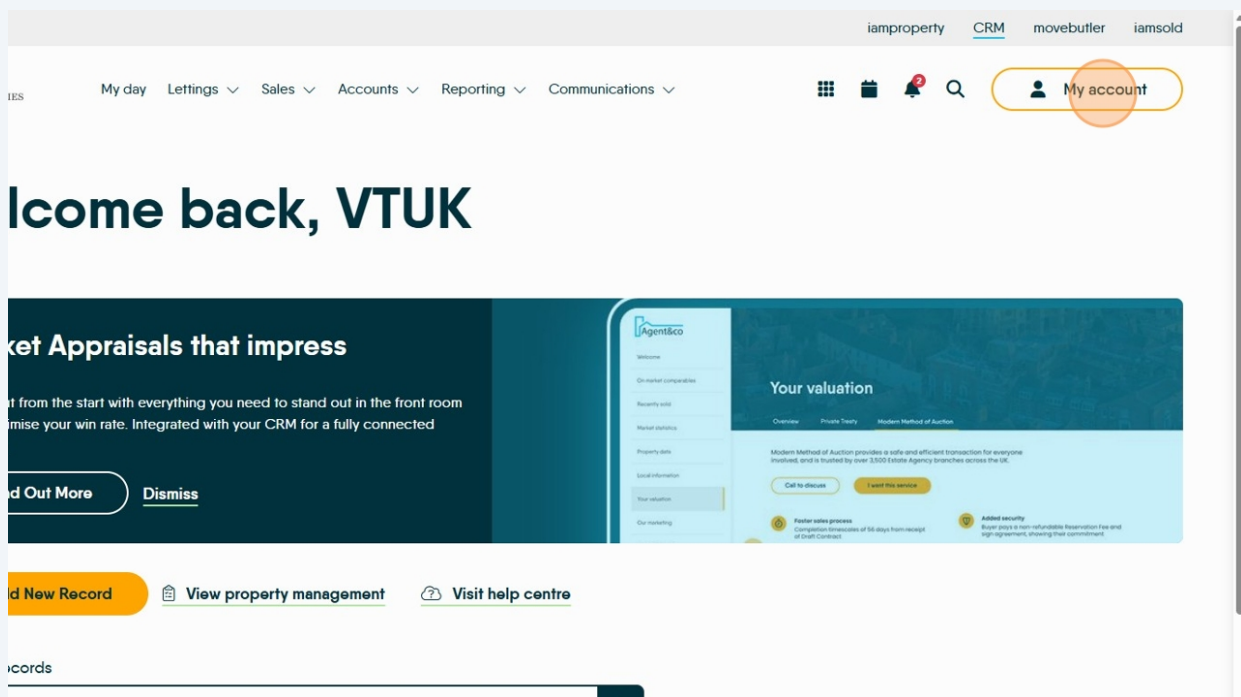 iamproperty CRM movebutler iamsold
IES
My day Lettings Sales Accounts Reporting Communications 2 My account
lcome back, VTUK
ket Appraisals that impress
it from the start with everything you need to stand out in the front room
imise your win rate. Integrated with your CRM for a fully connected
nd Out More Dismiss
Agent&co
Welcome
On market comparables
Recently sold
Market statistics
Property data
Local information
Your valuation
Our marketing
Your valuation
Overview Private Treaty Modern Method of Auction
Modern Method of Auction provides a safe and efficient transaction for everyone
involved, and is trusted by over 3,500 Estate Agency branches across the UK.
Call to discuss I want this service
Faster sales process
Completion timescales of 56 days from receipt
of Draft Contract
Added security
Buyer pays a non-refundable Reservation Fee and
sign agreement, showing their commitment
ld New Record View property management Visit help centre
ecords